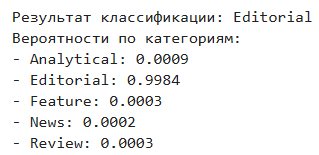 Результат классификации: Editorial
Вероятности по категориям:
- Analytical: 0.0009
- Editorial: 0.9984
- Feature: 0.0003
- News: 0.0002
- Review: 0.0003